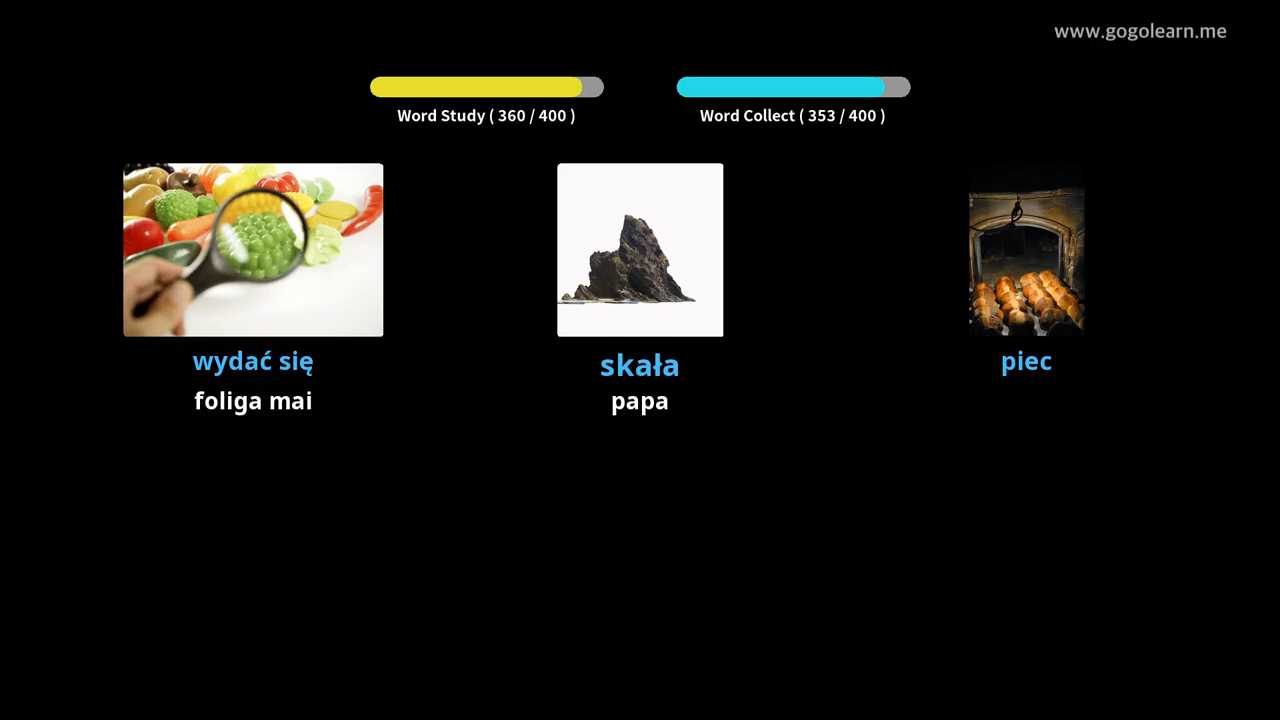 www.gogolearn.me
Word Study ( 360 / 400 )
Word Collect ( 353 / 400 )
wydać się
skała
piec
foliga mai
papa